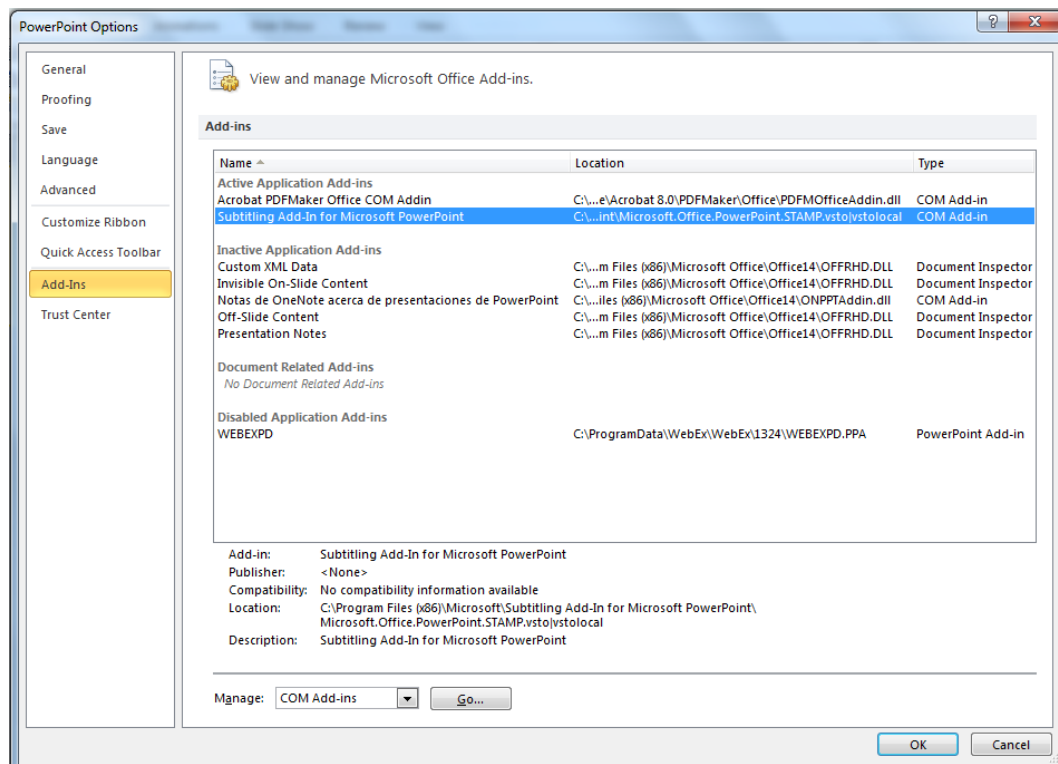 PowerPoint Options
General
Proofing
Save
Language
Advanced
Customize Ribbon
Quick Access Toolbar
Add-Ins
Trust Center
View and manage Microsoft Office Add-ins.
Add-ins
Name Location Type
Active Application Add-ins
Acrobat PDFMaker Office COM Addin C:\...e\Acrobat 8.0\PDFMaker\Office\PDFMOfficeAddin.dll COM Add-in
Subtitling Add-In for Microsoft PowerPoint C:\...int\Microsoft.Office.PowerPoint.STAMP.vsto|vstolocal COM Add-in
Inactive Application Add-ins
Custom XML Data C:\...m Files (x86)\Microsoft Office\Office14\OFFRHD.DLL Document Inspector
Invisible On-Slide Content C:\...m Files (x86)\Microsoft Office\Office14\OFFRHD.DLL Document Inspector
Notas de OneNote acerca de presentaciones de PowerPoint C:\...iles (x86)\Microsoft Office\Office14\ONPPTAddin.dll COM Add-in
Off-Slide Content C:\...m Files (x86)\Microsoft Office\Office14\OFFRHD.DLL Document Inspector
Presentation Notes C:\...m Files (x86)\Microsoft Office\Office14\OFFRHD.DLL Document Inspector
Document Related Add-ins
No Document Related Add-ins
Disabled Application Add-ins
WEBEXPD C:\ProgramData\WebEx\WebEx\1324\WEBEXPD.PPA PowerPoint Add-in
Add-in: Subtitling Add-In for Microsoft PowerPoint
Publisher: <None>
Compatibility: No compatibility information available
Location: C:\Program Files (x86)\Microsoft\Subtitling Add-In for Microsoft PowerPoint\
Microsoft.Office.PowerPoint.STAMP.vsto|vstolocal
Description: Subtitling Add-In for Microsoft PowerPoint
Manage: COM Add-ins Go...
OK Cancel